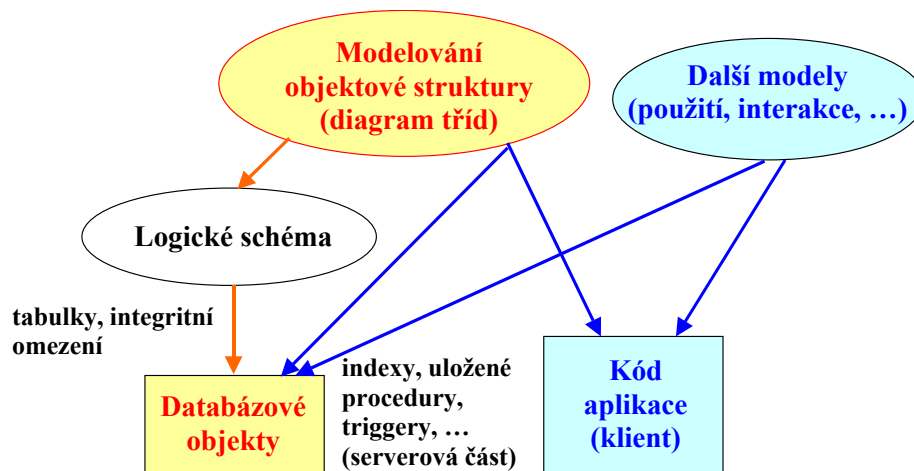 Modelování
objektové struktury
(diagram tříd)
Další modely
(použití, interakce, …)
Logické schéma
tabulky, integritní
omezení
Databázové
objekty
indexy, uložené
procedury,
triggery, …
(serverová část)
Kód
aplikace
(klient)